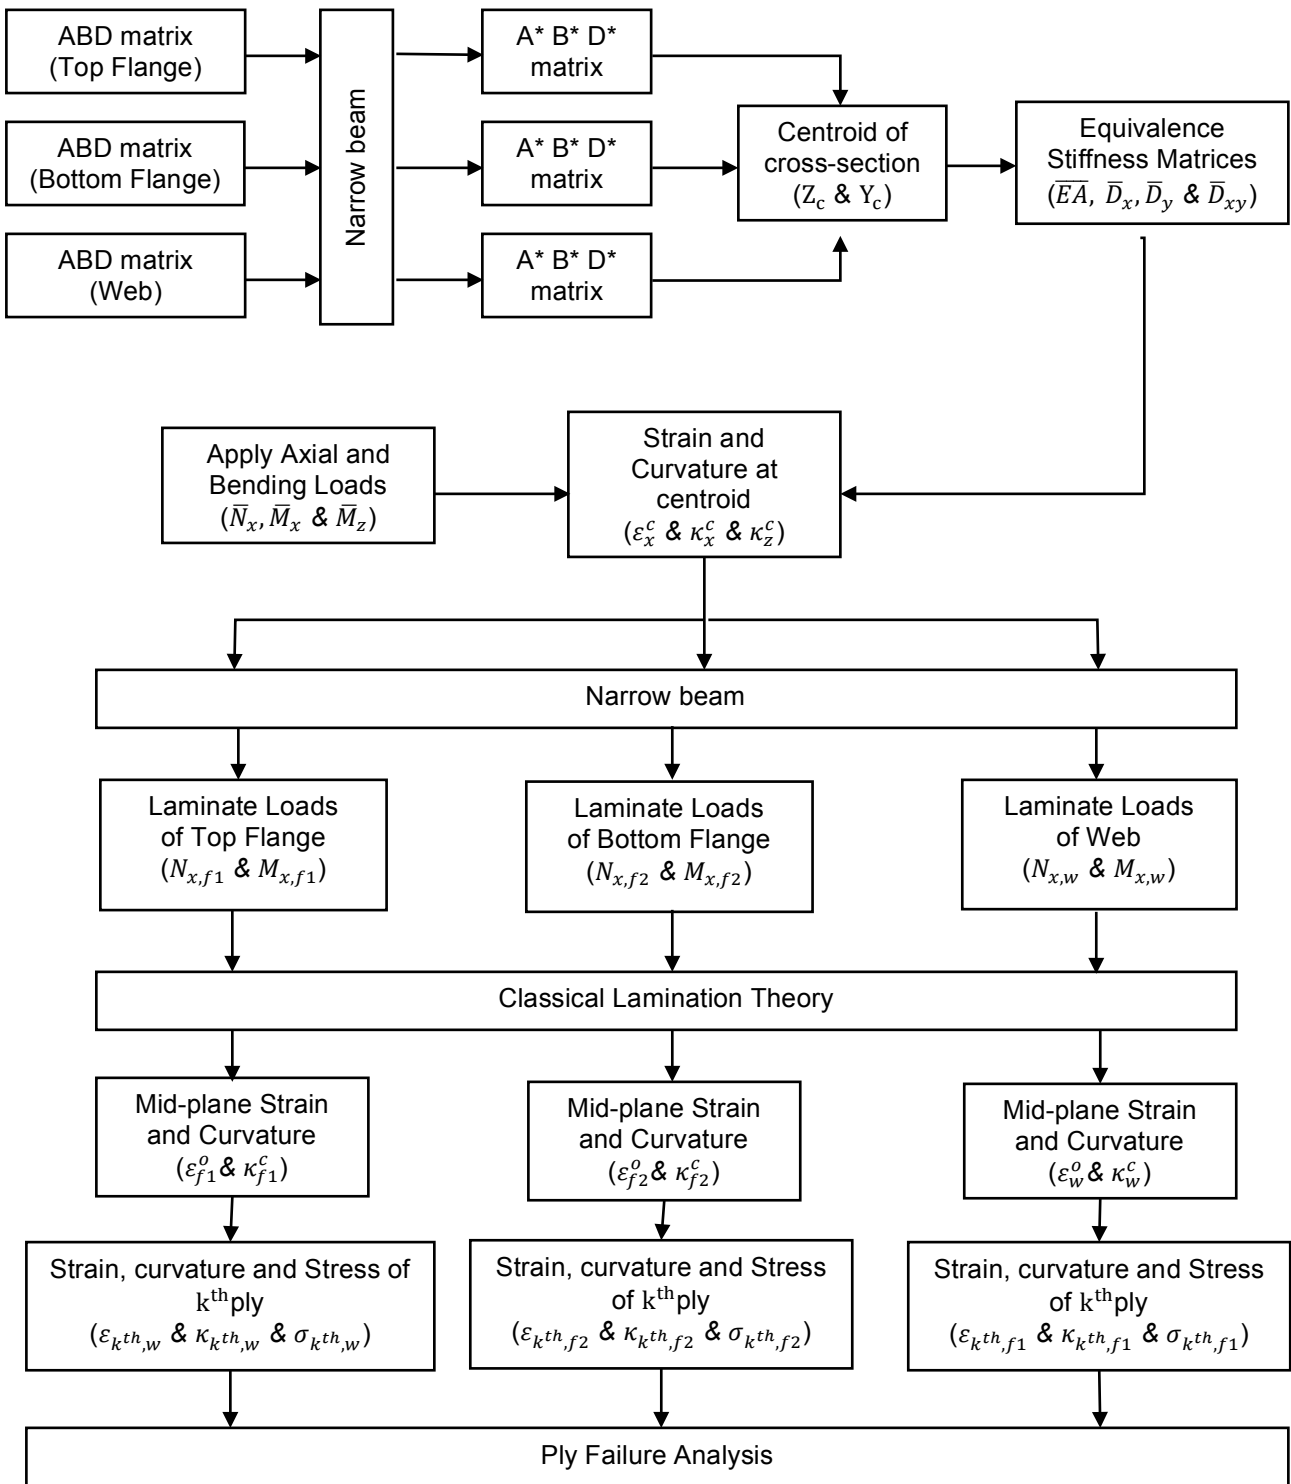 ABD matrix
(Top Flange)
A* B* D*
matrix
ABD matrix
(Bottom Flange)
Narrow beam
A* B* D*
matrix
Centroid of
cross-section
(Z_c & Y_c)
Equivalence
Stiffness Matrices
(\overline{EA}, D̅_x, D̅_y & D̅_{xy})
ABD matrix
(Web)
A* B* D*
matrix
Apply Axial and
Bending Loads
(N̅_x, M̅_x & M̅_z)
Strain and
Curvature at
centroid
(ε_x^c & κ_x^c & κ_z^c)
Narrow beam
Laminate Loads
of Top Flange
(N_{x,f1} & M_{x,f1})
Laminate Loads
of Bottom Flange
(N_{x,f2} & M_{x,f2})
Laminate Loads
of Web
(N_{x,w} & M_{x,w})
Classical Lamination Theory
Mid-plane Strain
and Curvature
(ε_{f1}^o & κ_{f1}^c)
Mid-plane Strain
and Curvature
(ε_{f2}^o & κ_{f2}^c)
Mid-plane Strain
and Curvature
(ε_w^o & κ_w^c)
Strain, curvature and Stress of
k^{th} ply
(ε_{k^{th},w} & κ_{k^{th},w} & σ_{k^{th},w})
Strain, curvature and Stress
of k^{th} ply
(ε_{k^{th},f2} & κ_{k^{th},f2} & σ_{k^{th},f2})
Strain, curvature and Stress
of k^{th} ply
(ε_{k^{th},f1} & κ_{k^{th},f1} & σ_{k^{th},f1})
Ply Failure Analysis